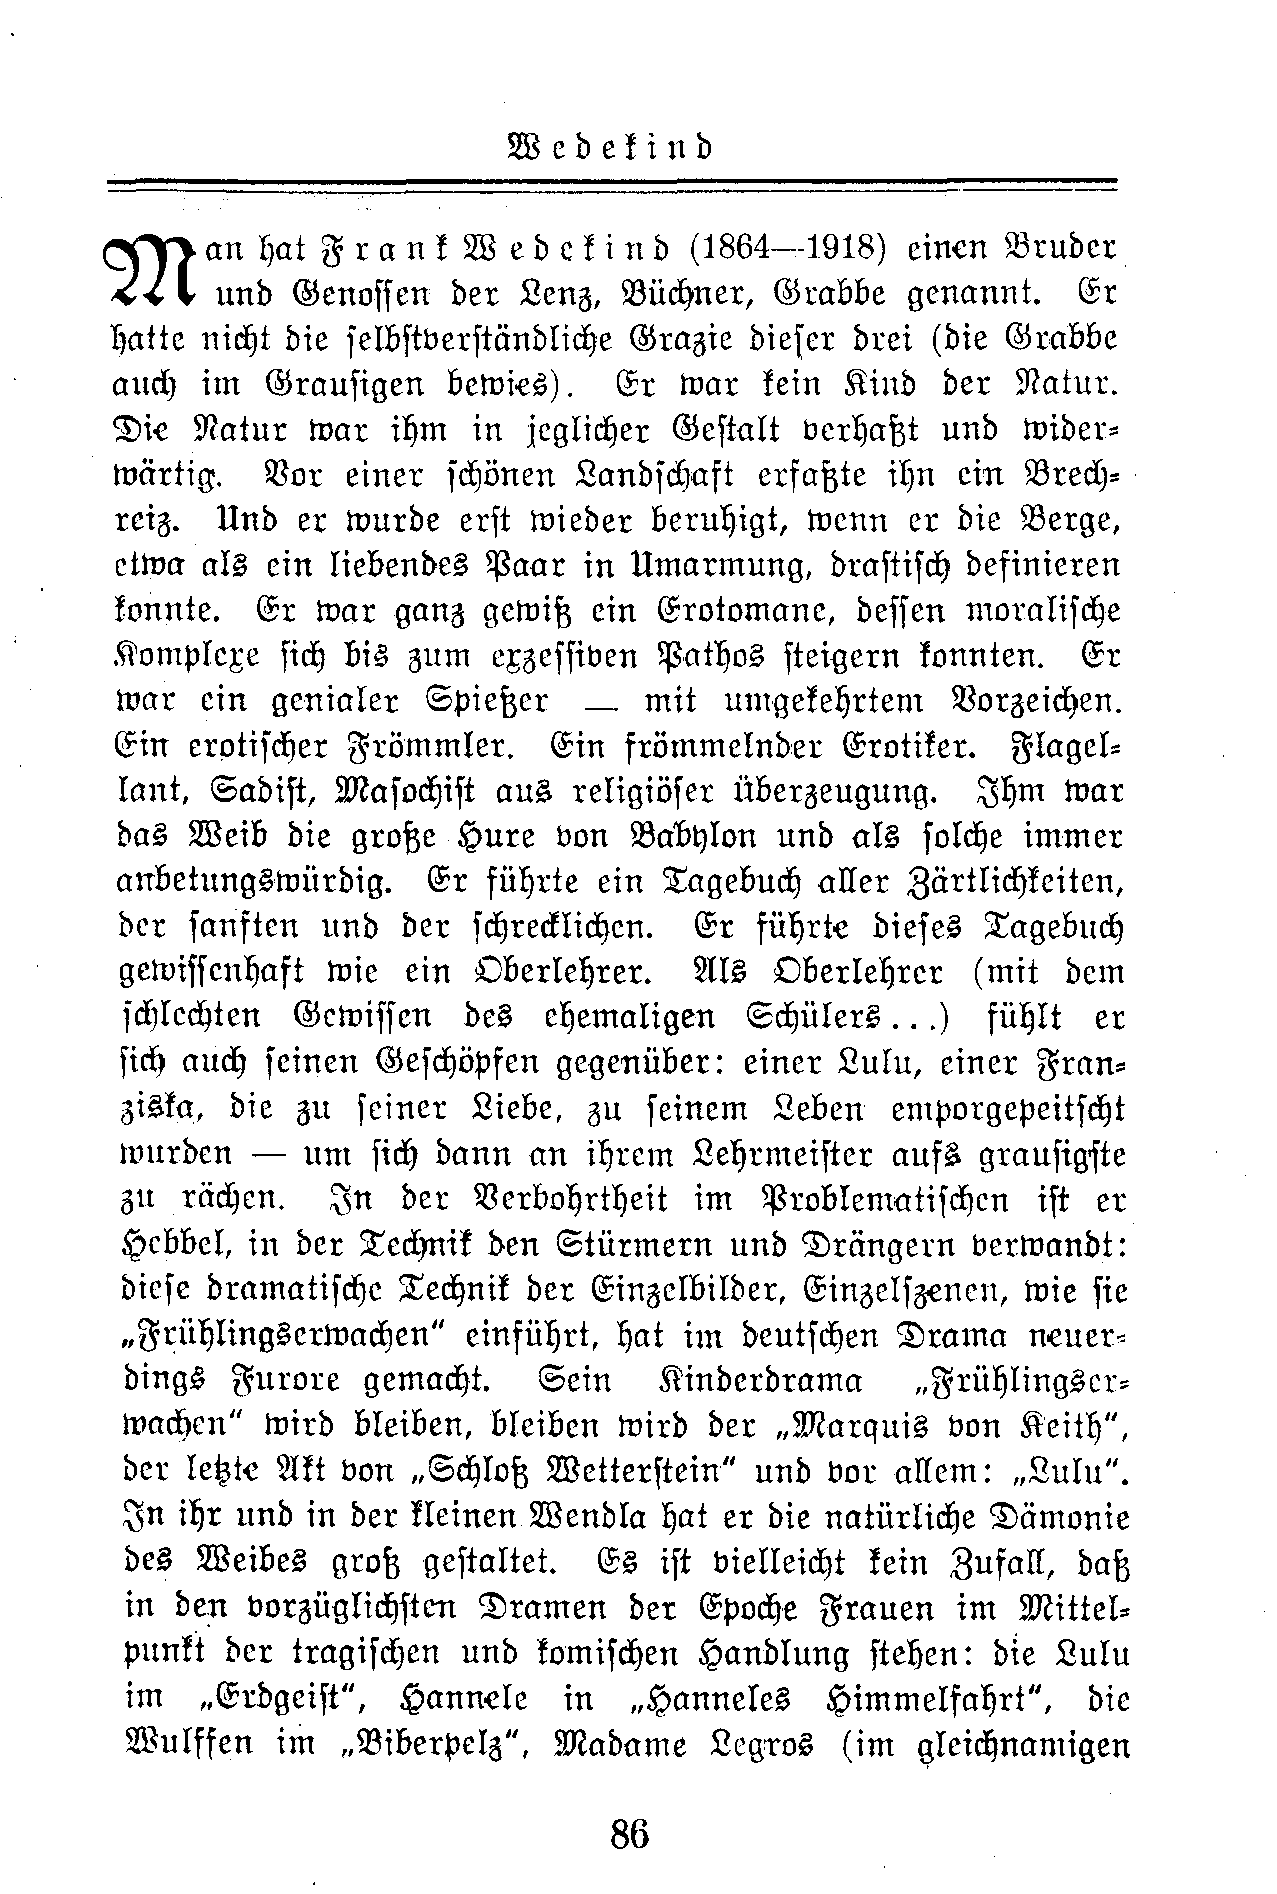 Wedekind
Man hat Frank Wedekind (1864—1918) einen Bruder
und Genossen der Lenz, Büchner, Grabbe genannt. Er
hatte nicht die selbstverständliche Grazie dieser drei (die Grabbe
auch im Grausigen bewies). Er war kein Kind der Natur.
Die Natur war ihm in jeglicher Gestalt verhaßt und wider-
wärtig. Vor einer schönen Landschaft erfaßte ihn ein Brech-
reiz. Und er wurde erst wieder beruhigt, wenn er die Berge,
etwa als ein liebendes Paar in Umarmung, drastisch definieren
konnte. Er war ganz gewiß ein Erotomane, dessen moralische
Komplexe sich bis zum exzessiven Pathos steigern konnten. Er
war ein genialer Spießer — mit umgekehrtem Vorzeichen.
Ein erotischer Frömmler. Ein frömmelnder Erotiker. Flagel-
lant, Sadist, Masochist aus religiöser Überzeugung. Ihm war
das Weib die große Hure von Babylon und als solche immer
anbetungswürdig. Er führte ein Tagebuch aller Zärtlichkeiten,
der sanften und der schrecklichen. Er führte dieses Tagebuch
gewissenhaft wie ein Oberlehrer. Als Oberlehrer (mit dem
schlechten Gewissen des ehemaligen Schülers...) fühlt er
sich auch seinen Geschöpfen gegenüber: einer Lulu, einer Fran-
ziska, die zu seiner Liebe, zu seinem Leben emporgepeitscht
wurden — um sich dann an ihrem Lehrmeister aufs grausigste
zu rächen. In der Verbohrtheit im Problematischen ist er
Hebbel, in der Technik den Stürmern und Drängern verwandt:
diese dramatische Technik der Einzelbilder, Einzelszenen, wie sie
„Frühlingserwachen“ einführt, hat im deutschen Drama neuer-
dings Furore gemacht. Sein Kinderdrama „Frühlingser-
wachen“ wird bleiben, bleiben wird der „Marquis von Keith“,
der letzte Akt von „Schloß Wetterstein“ und vor allem: „Lulu“.
In ihr und in der kleinen Wendla hat er die natürliche Dämonie
des Weibes groß gestaltet. Es ist vielleicht kein Zufall, daß
in den vorzüglichsten Dramen der Epoche Frauen im Mittel-
punkt der tragischen und komischen Handlung stehen: die Lulu
im „Erdgeist“, Hannele in „Hanneles Himmelfahrt“, die
Wulffen im „Biberpelz“, Madame Legros (im gleichnamigen
86